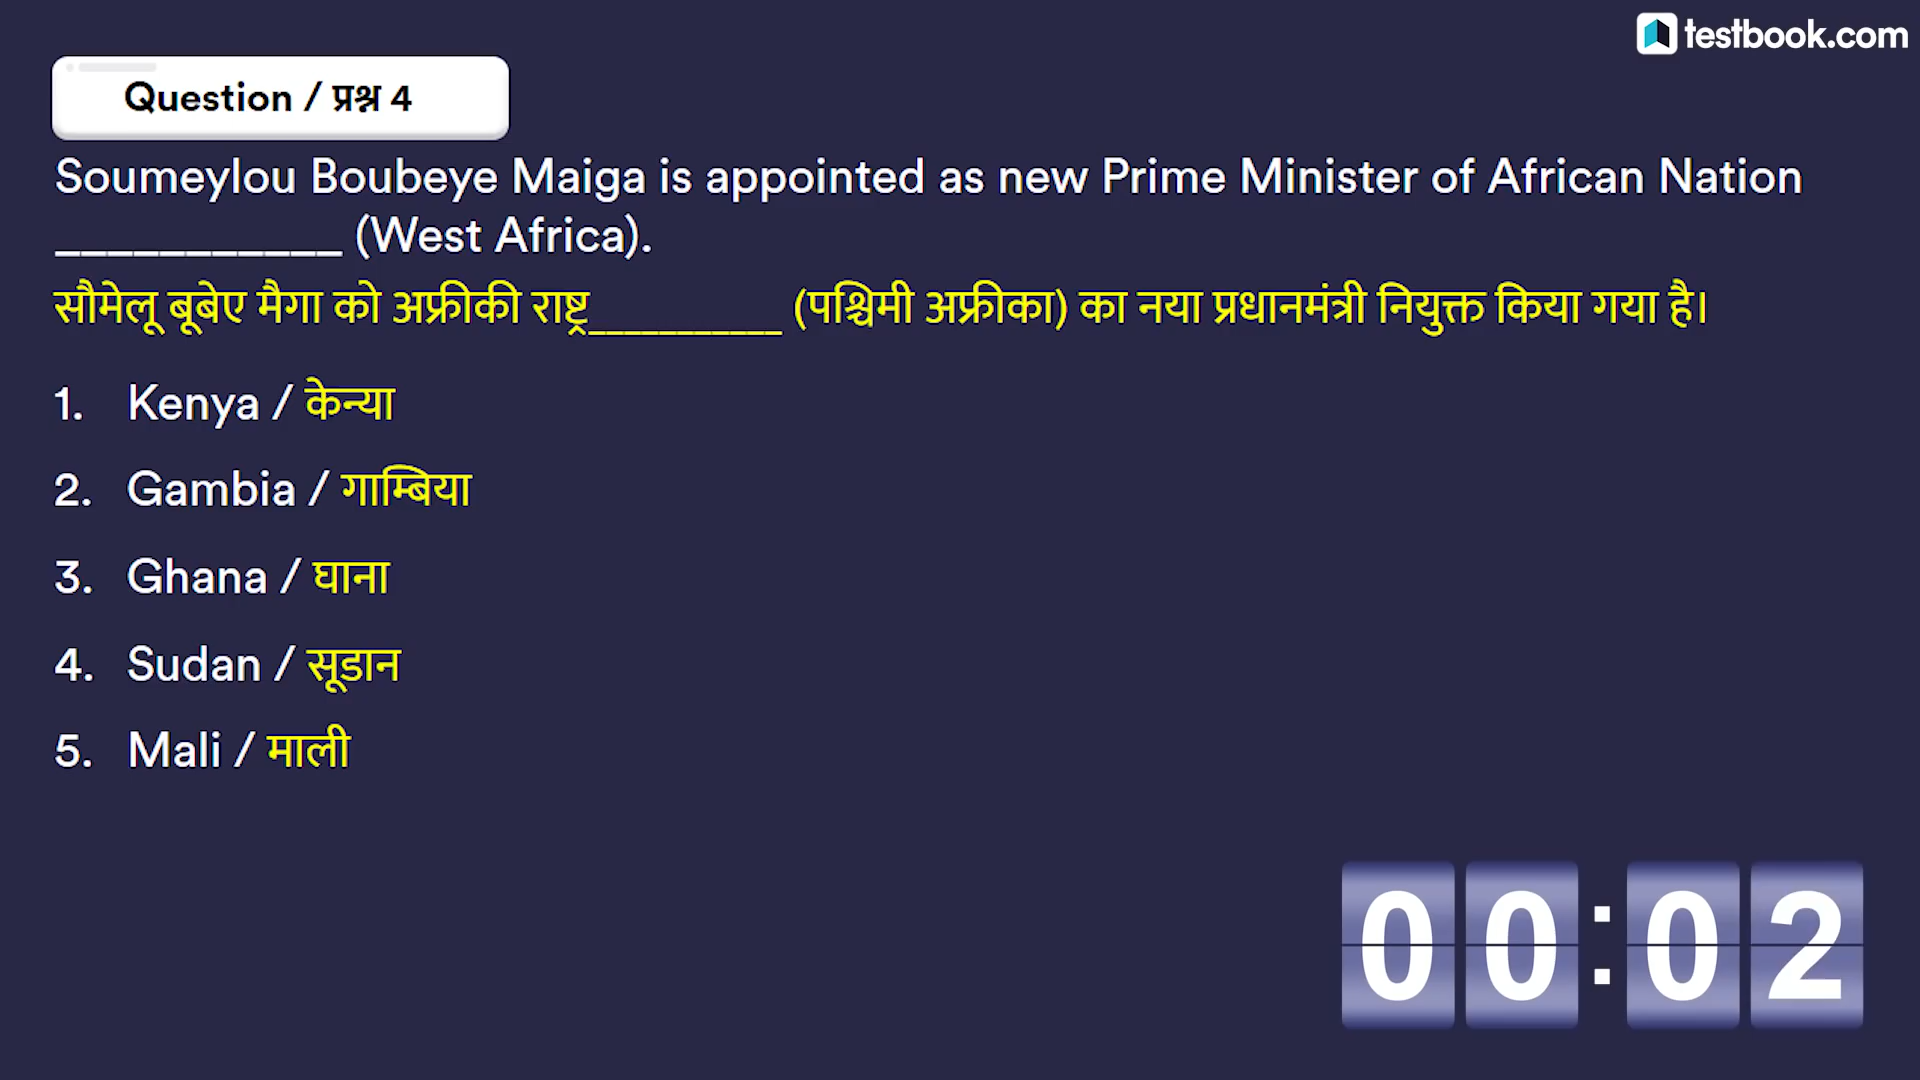 testbook.com
Question / प्रश्न 4
Soumeylou Boubeye Maiga is appointed as new Prime Minister of African Nation
___________ (West Africa).
सौमेलू बूबेए मैगा को अफ्रीकी राष्ट्र_________ (पश्चिमी अफ्रीका) का नया प्रधानमंत्री नियुक्त किया गया है।
1. Kenya / केन्या
2. Gambia / गाम्बिया
3. Ghana / घाना
4. Sudan / सूडान
5. Mali / माली
00:02